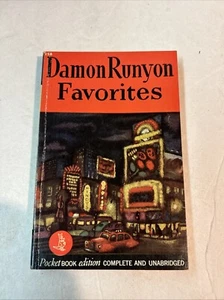 Damon Runyon
Favorites
Pocket BOOK edition COMPLETE AND UNABRIDGED